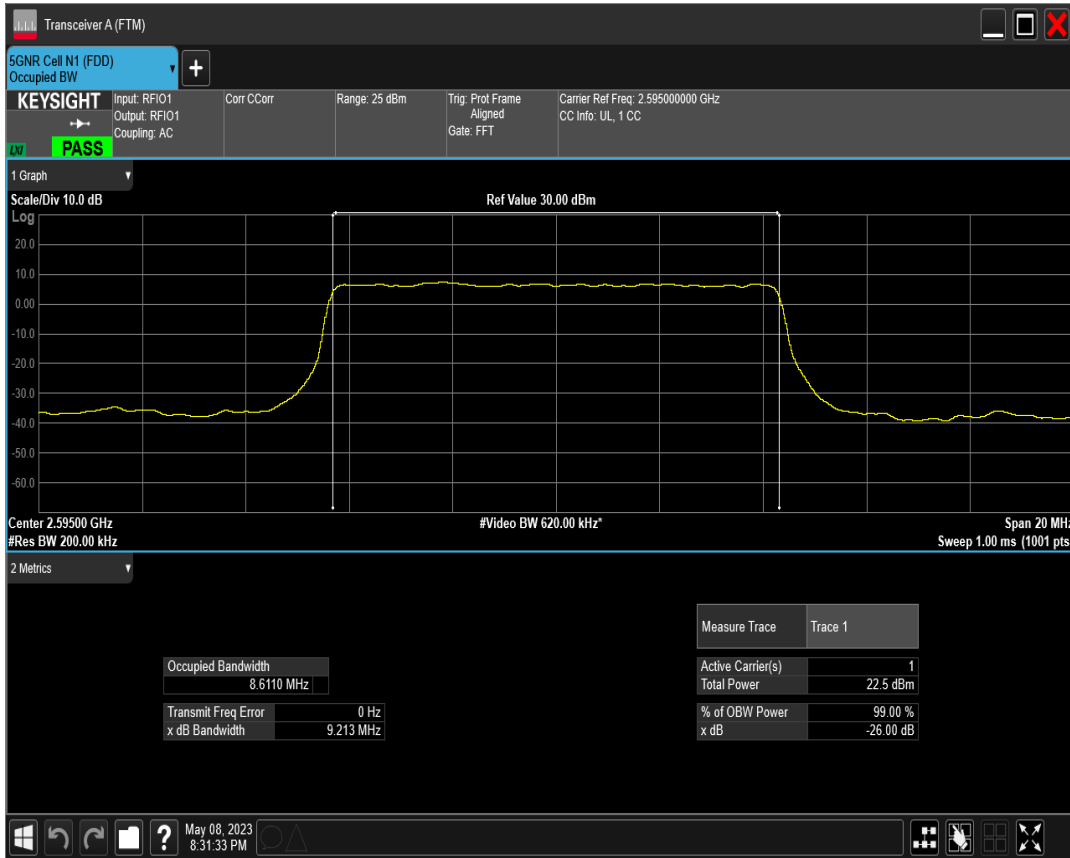 Transceiver A (FTM)
5GNR Cell N1 (FDD)
Occupied BW
+
KEYSIGHT
LXI
PASS
Input: RFIO1
Output: RFIO1
Coupling: AC
Corr CCorr
Range: 25 dBm
Trig: Prot Frame
Aligned
Gate: FFT
Carrier Ref Freq: 2.595000000 GHz
CC Info: UL, 1 CC
1 Graph
Scale/Div 10.0 dB
Ref Value 30.00 dBm
Log
20.0
10.0
0.00
-10.0
-20.0
-30.0
-40.0
-50.0
-60.0
Center 2.59500 GHz
#Video BW 620.00 kHz*
Span 20 MHz
#Res BW 200.00 kHz
Sweep 1.00 ms (1001 pts
2 Metrics
Measure Trace Trace 1
Occupied Bandwidth
8.6110 MHz
Active Carrier(s) 1
Total Power 22.5 dBm
Transmit Freq Error 0 Hz
x dB Bandwidth 9.213 MHz
% of OBW Power 99.00 %
x dB -26.00 dB
?
May 08, 2023
8:31:33 PM